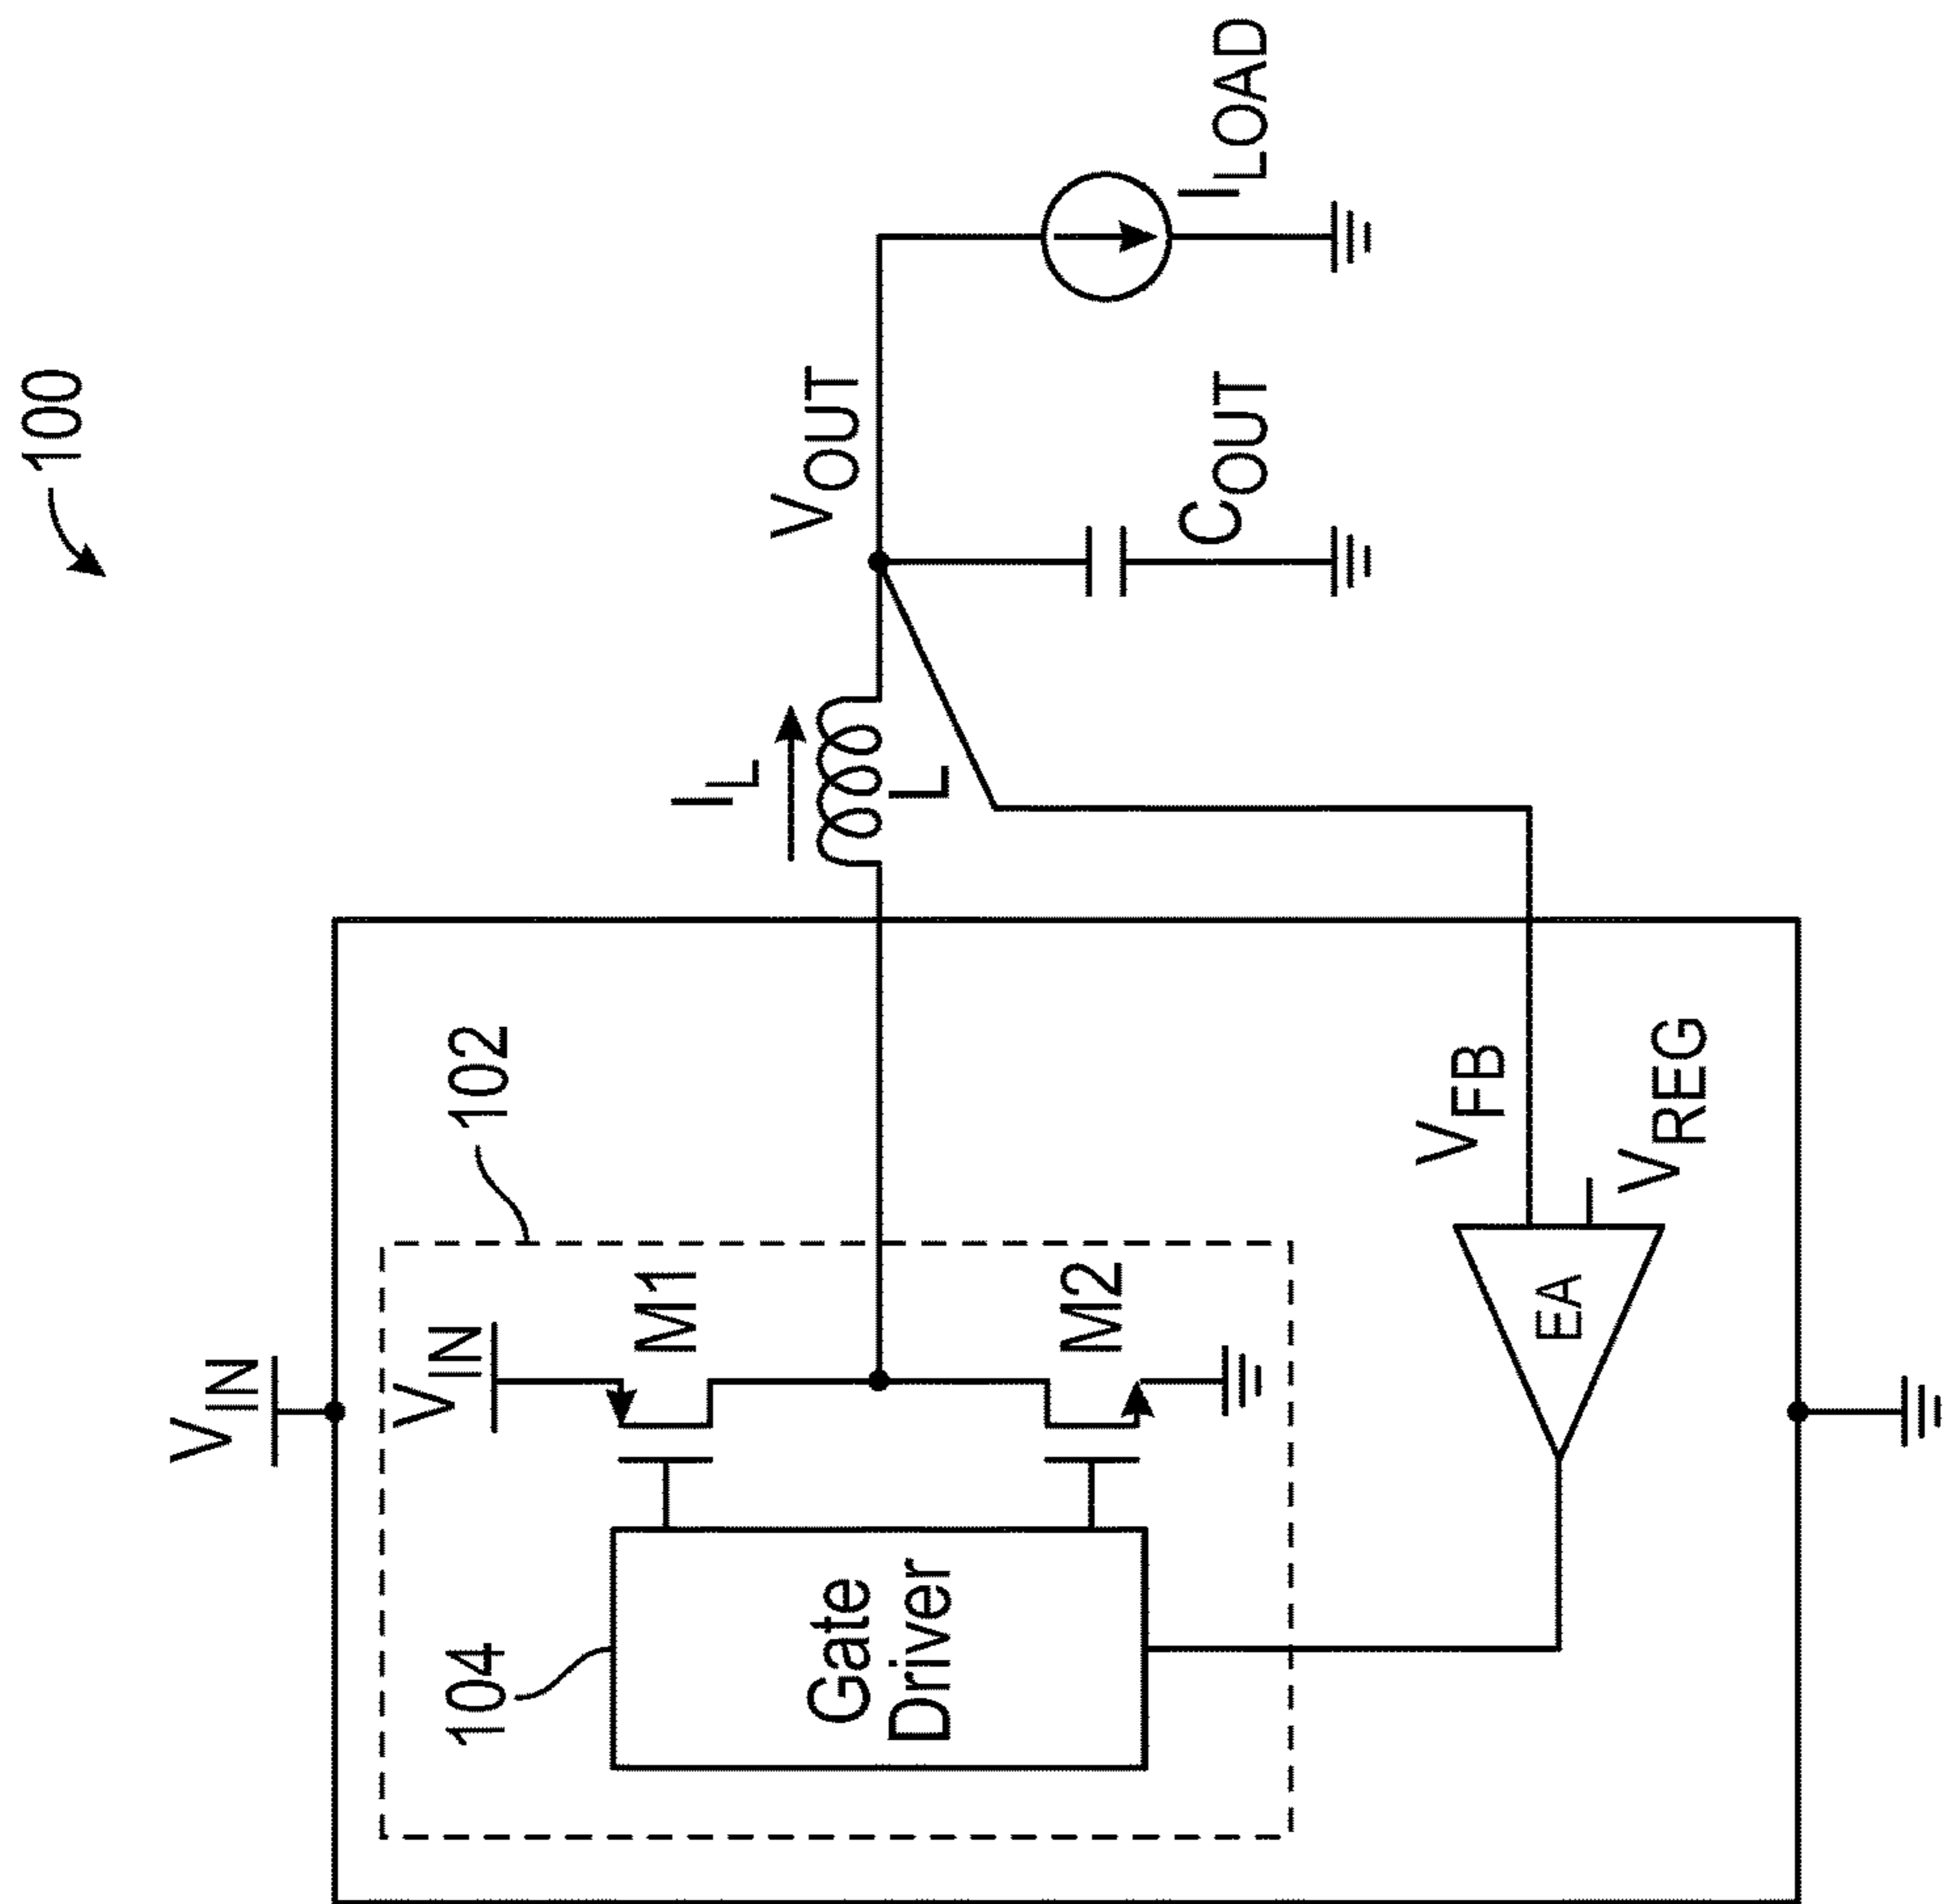 100
V_IN
102
104
V_IN
M1
Gate
Driver
M2
I_L
L
V_OUT
C_OUT
I_LOAD
V_FB
V_REG
EA